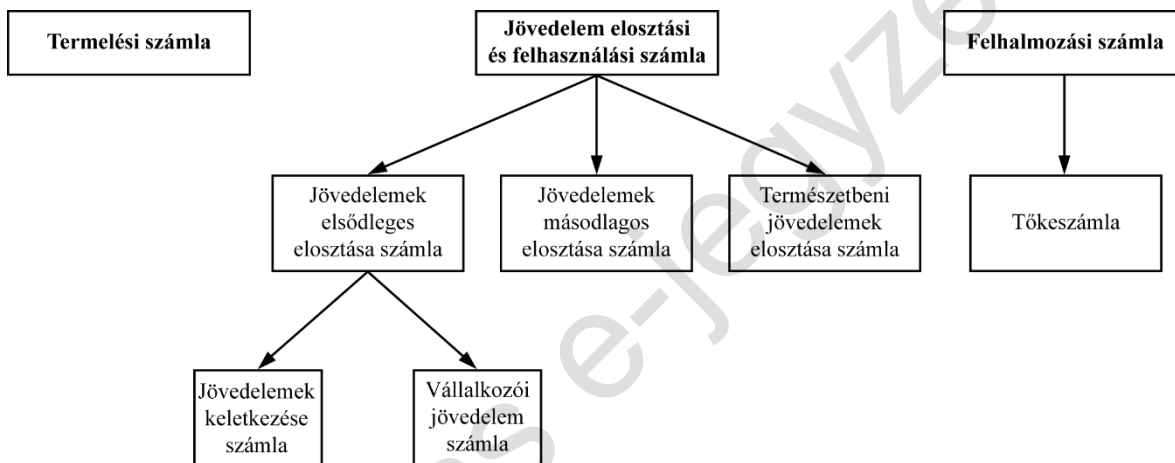 Termelési számla
Jövedelem elosztási
és felhasználási számla
Felhalmozási számla
Jövedelemek
elsődleges
elosztása számla
Jövedelemek
másodlagos
elosztása számla
Természetbeni
jövedelemek
elosztása számla
Tőkeszámla
Jövedelemek
keletkezése
számla
Vállalkozói
jövedelem
számla
s e-jegyze